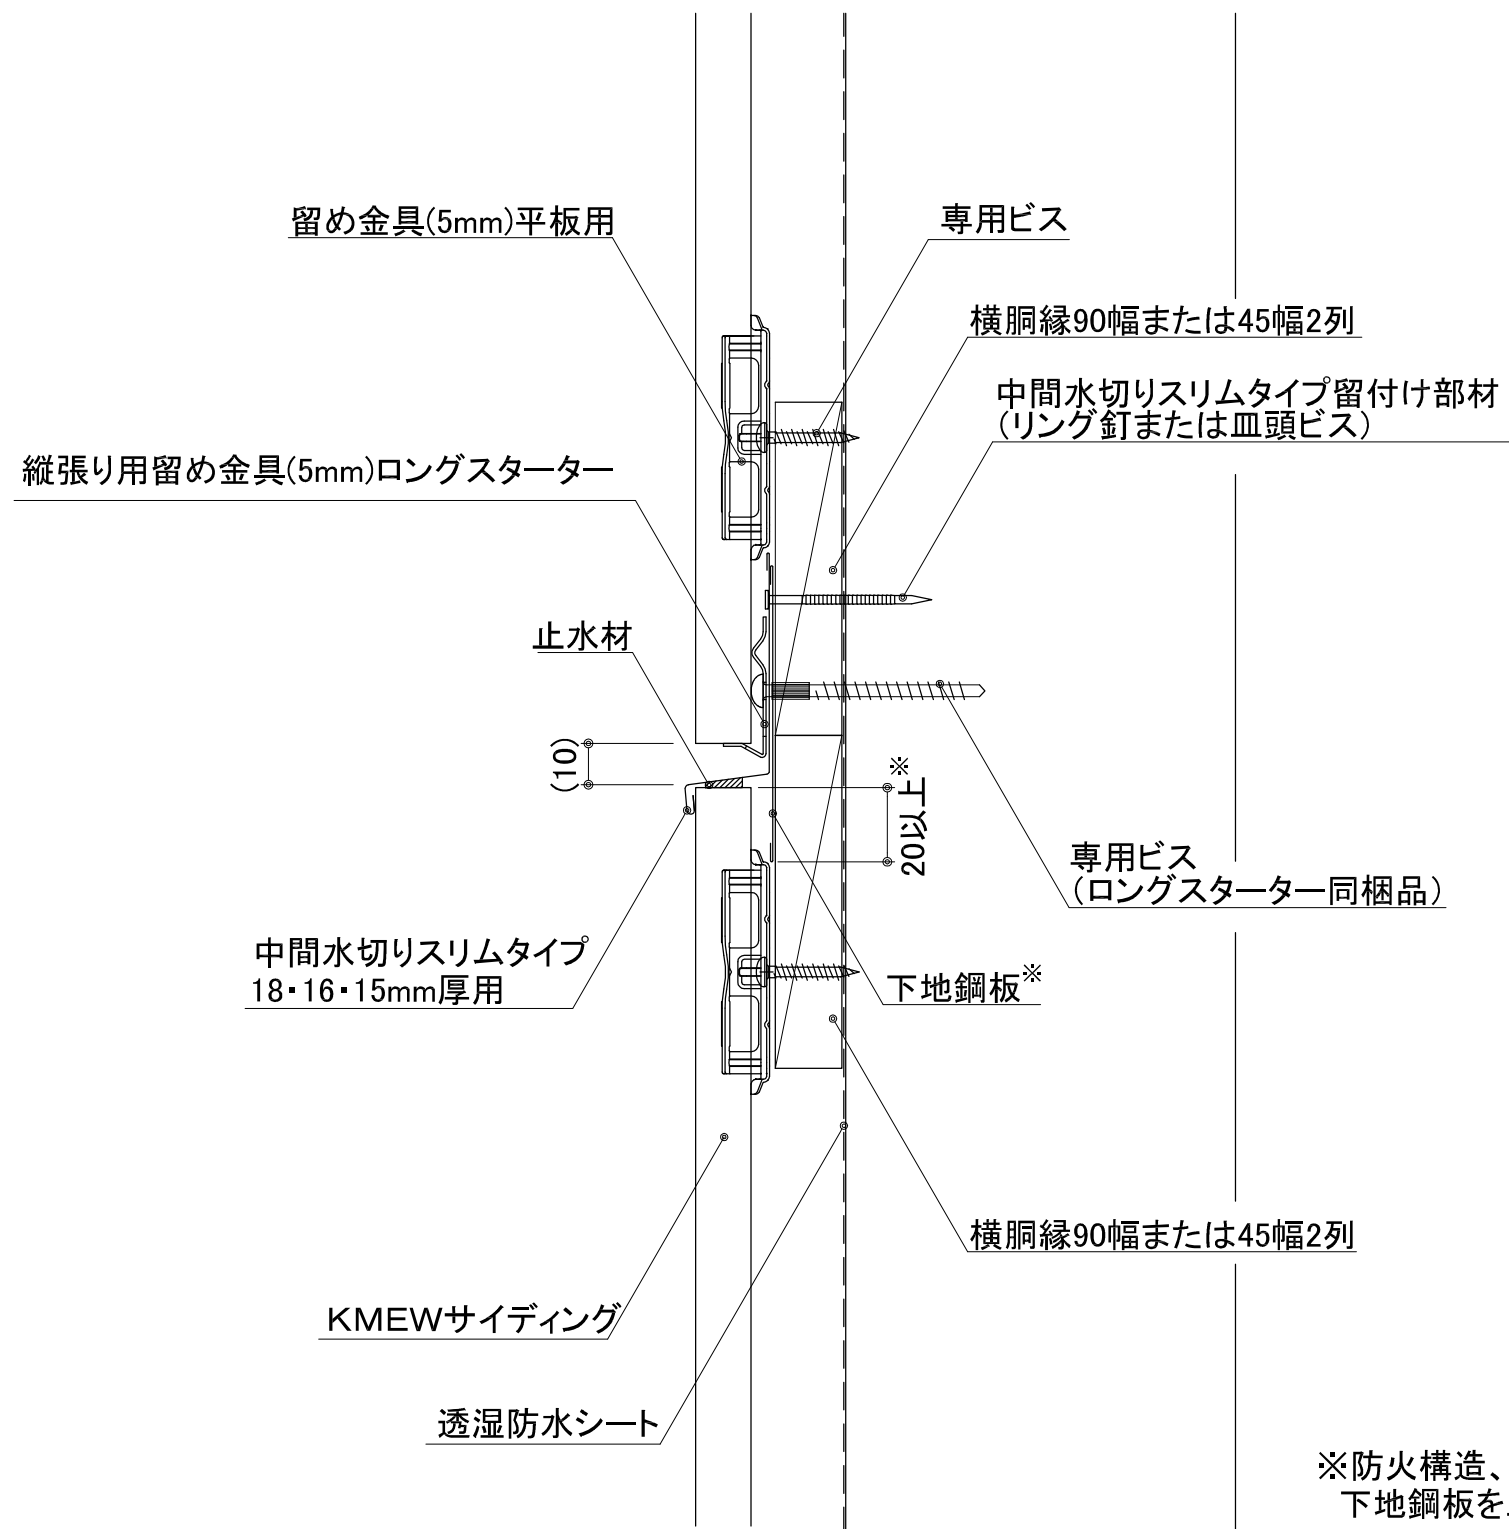 留め金具(5mm)平板用
専用ビス
横胴縁90幅または45幅2列
中間水切りスリムタイプ留付け部材
(リング釘または皿頭ビス)
縦張り用留め金具(5mm)ロングスターター
止水材
(10)
20以上※
専用ビス
(ロングスターター同梱品)
中間水切りスリムタイプ
18・16・15mm厚用
下地鋼板※
横胴縁90幅または45幅2列
KMEWサイディング
透湿防水シート
※防火構造、
下地鋼板を